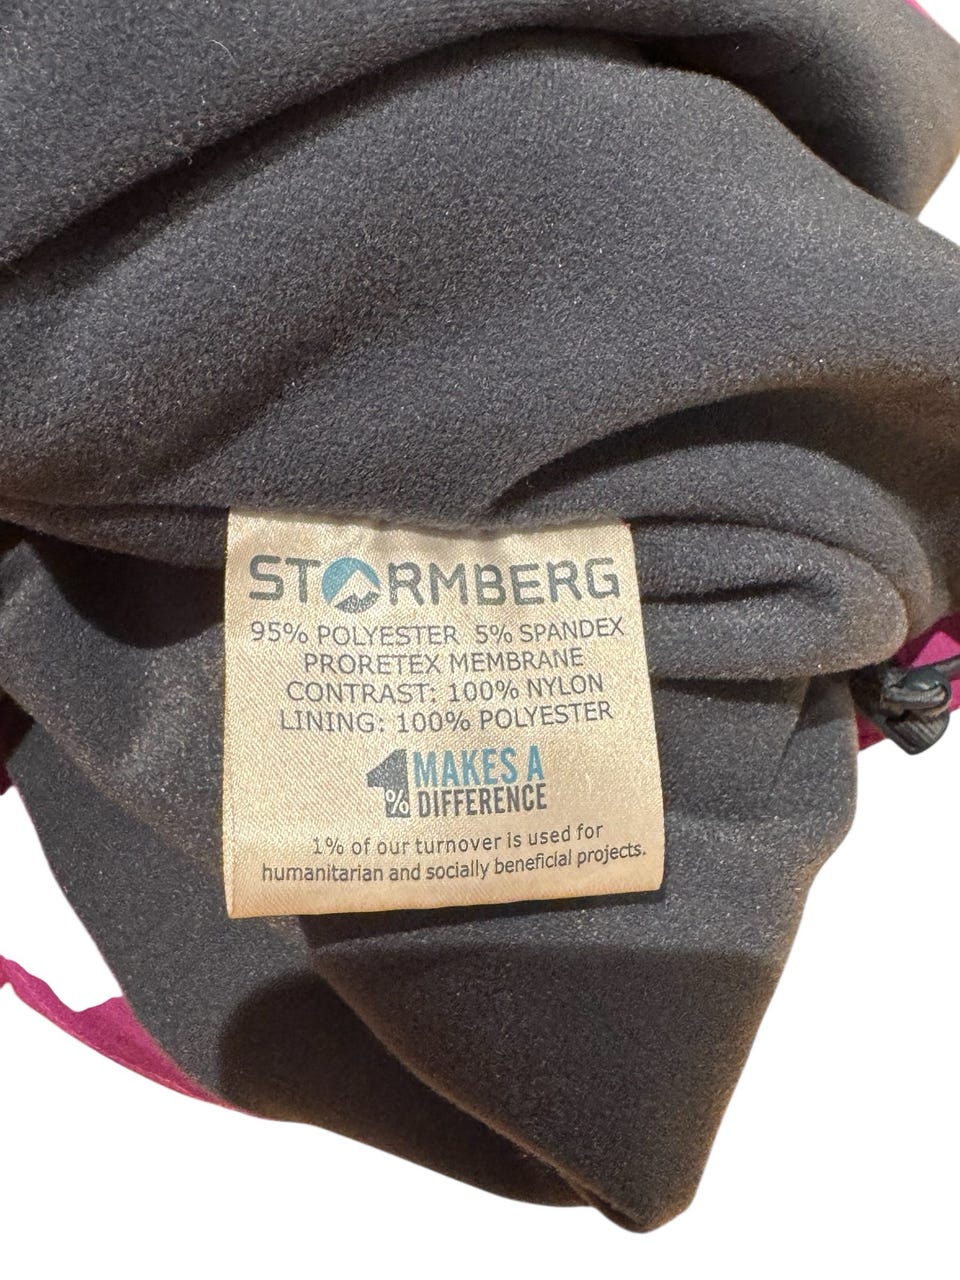 STORMBERG
95% POLYESTER 5% SPANDEX
PRORETEX MEMBRANE
CONTRAST: 100% NYLON
LINING: 100% POLYESTER
1% MAKES A
DIFFERENCE
1% of our turnover is used for
humanitarian and socially beneficial projects.